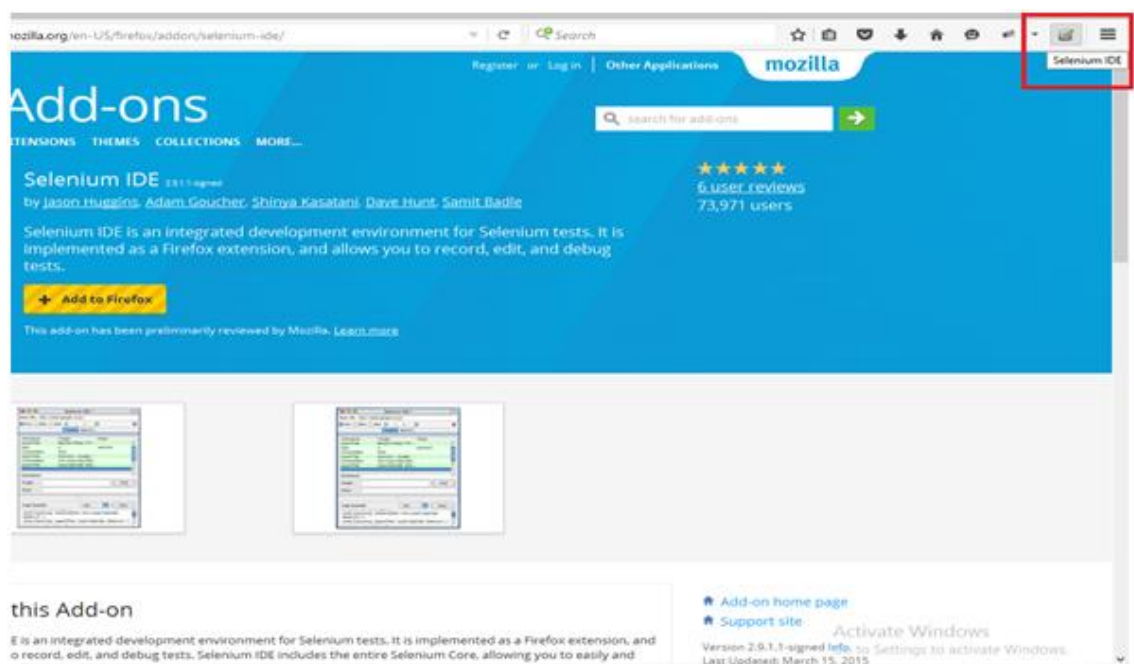 ozilla.org/en-US/firefox/addon/selenium-ide/
Search
Selenium IDE
Register or Log in | Other Applications
mozilla
Add-ons
search for add-ons
TENSIONS THEMES COLLECTIONS MORE...
Selenium IDE 2.9.1.1-signed
by Jason Huggins, Adam Goucher, Shinya Kasatani, Dave Hunt, Samit Badle
6 user reviews
73,971 users
Selenium IDE is an integrated development environment for Selenium tests. It is
implemented as a Firefox extension, and allows you to record, edit, and debug
tests.
+ Add to Firefox
This add-on has been preliminarily reviewed by Mozilla. Learn more
this Add-on
E is an integrated development environment for Selenium tests. It is implemented as a Firefox extension, and
o record, edit, and debug tests. Selenium IDE includes the entire Selenium Core, allowing you to easily and
Add-on home page
Support site
Activate Windows
Version 2.9.1.1-signed Info
to Settings to activate Windows.
Last Updated: March 15, 2015